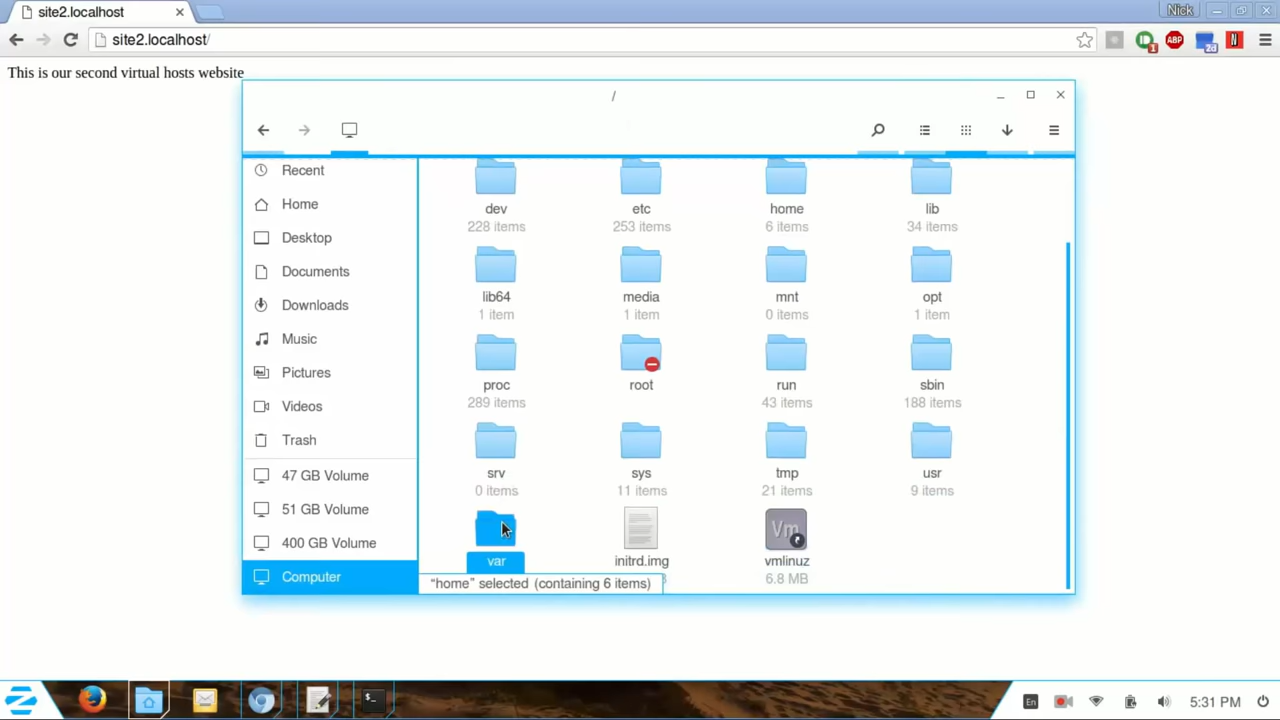 site2.localhost
Nick
site2.localhost/
1
ABP
2d
N
This is our second virtual hosts website
/
Recent
Home
Desktop
Documents
Downloads
Music
Pictures
Videos
Trash
47 GB Volume
51 GB Volume
400 GB Volume
Computer
dev etc home lib
228 items 253 items 6 items 34 items
lib64 media mnt opt
1 item 1 item 0 items 1 item
proc root run sbin
289 items 43 items 188 items
srv sys tmp usr
0 items 11 items 21 items 9 items
Vm
var initrd.img vmlinuz
6.8 MB
“home” selected (containing 6 items)
En
5:31 PM